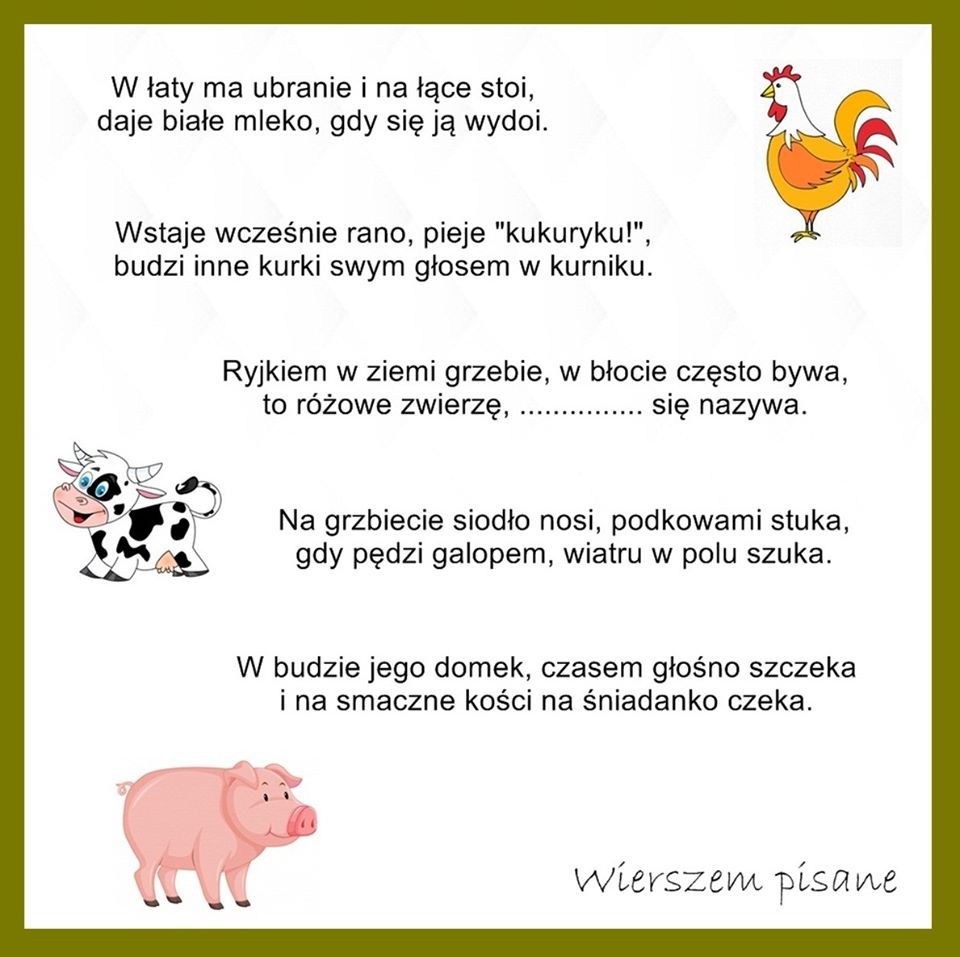 W łaty ma ubranie i na łące stoi,
daje białe mleko, gdy się ją wydoi.
Wstaje wcześnie rano, pieje "kukuryku!",
budzi inne kurki swym głosem w kurniku.
Ryjkiem w ziemi grzebie, w błocie często bywa,
to różowe zwierzę, ............... się nazywa.
Na grzbiecie siodło nosi, podkowami stuka,
gdy pędzi galopem, wiatru w polu szuka.
W budzie jego domek, czasem głośno szczeka
i na smaczne kości na śniadanko czeka.
Wierszem pisane